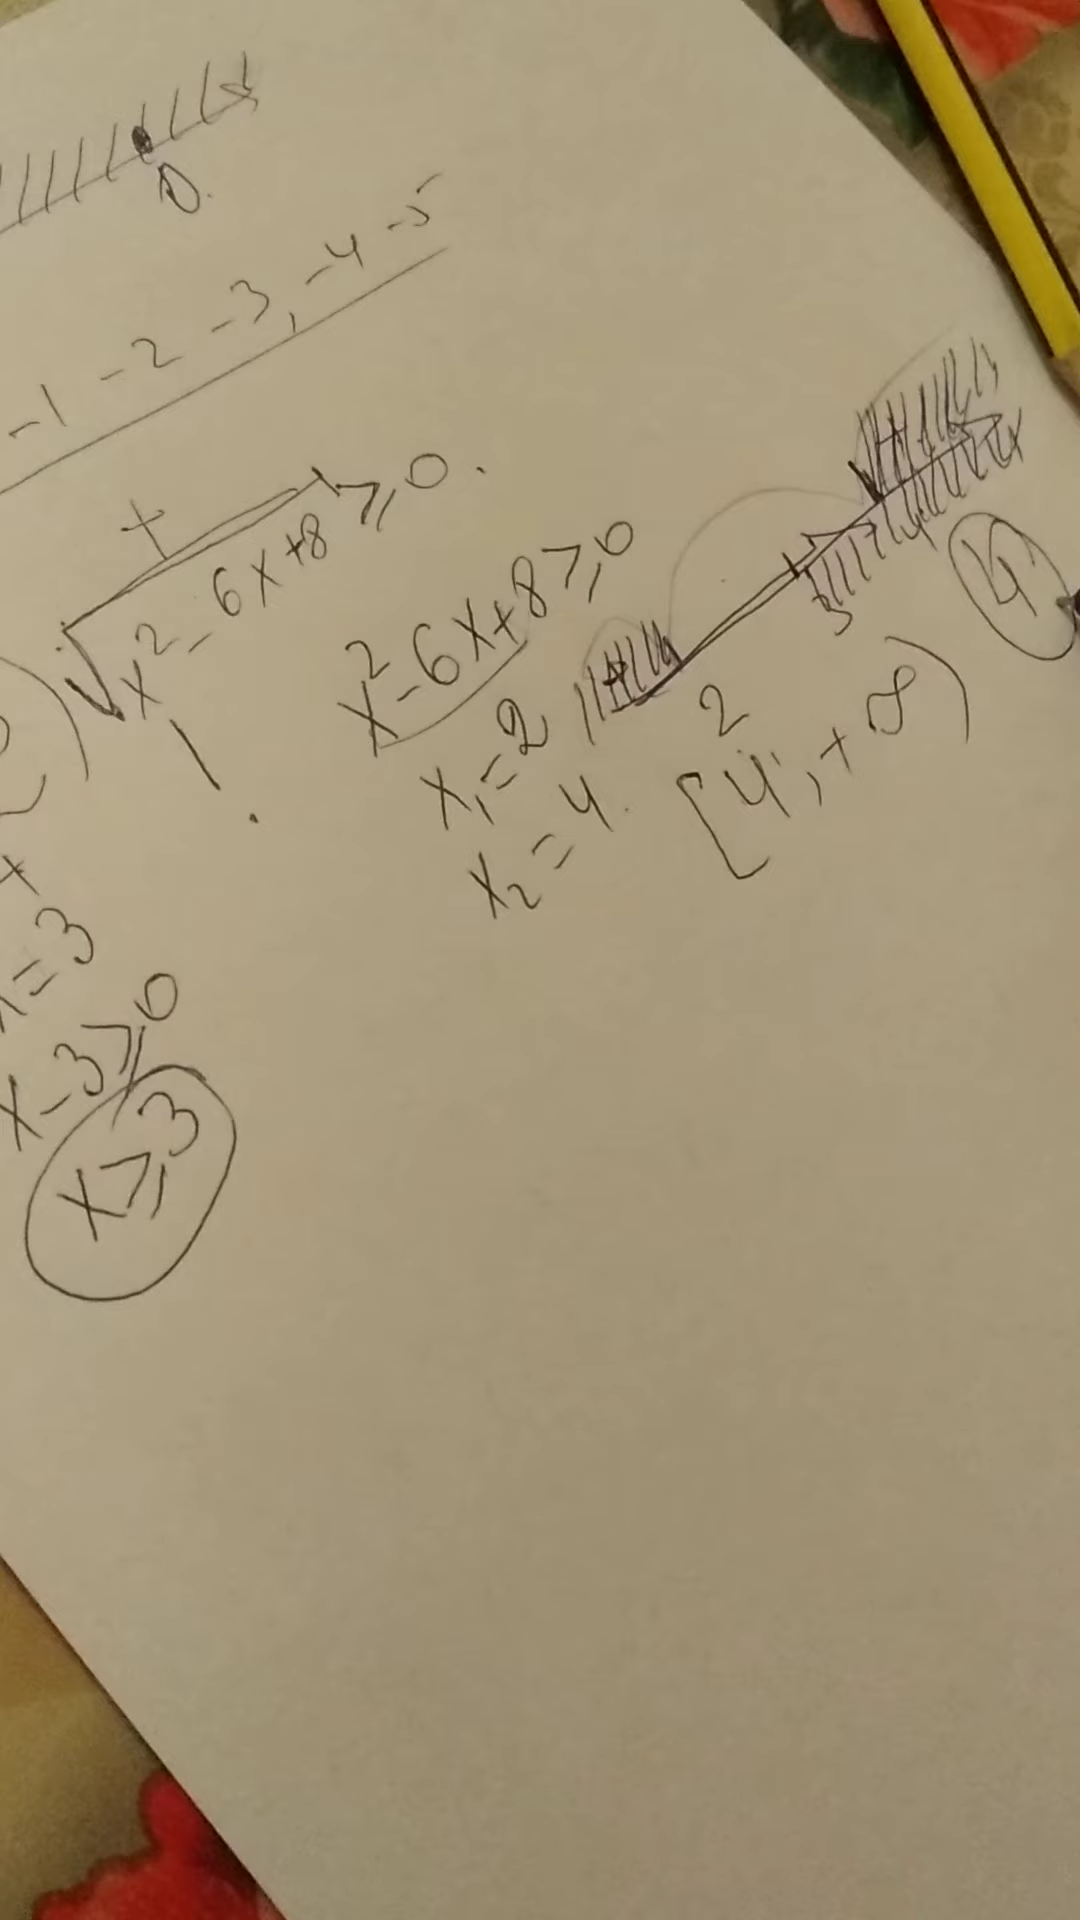 0.
-1 -2 -3, -4 -5
√x²-6x+8 ≥ 0.
+
!
x²-6x+8 ≥ 0
x₁=2
x₂=4.
2 3 4
[4; +∞)
=3
x-3 ≥ 0
x ≥ 3